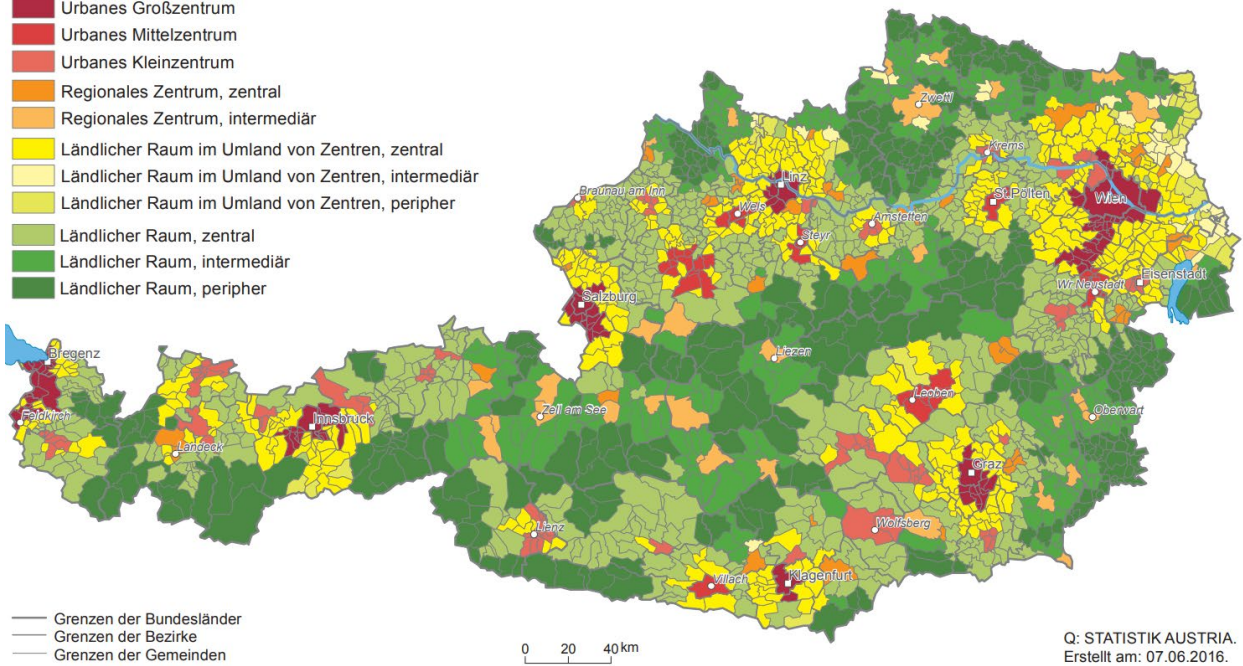 Urbanes Großzentrum
Urbanes Mittelzentrum
Urbanes Kleinzentrum
Regionales Zentrum, zentral
Regionales Zentrum, intermediär
Ländlicher Raum im Umland von Zentren, zentral
Ländlicher Raum im Umland von Zentren, intermediär
Ländlicher Raum im Umland von Zentren, peripher
Ländlicher Raum, zentral
Ländlicher Raum, intermediär
Ländlicher Raum, peripher
Zwettl
Krems
Linz
Braunau am Inn
Wels
St.Pölten
Wien
Amstetten
Steyr
Eisenstadt
Wr.Neustadt
Salzburg
Bregenz
Liezen
Leoben
Feldkirch
Innsbruck
Zell am See
Oberwart
Landeck
Graz
Wolfsberg
Lienz
Villach
Klagenfurt
Grenzen der Bundesländer
Grenzen der Bezirke
Grenzen der Gemeinden
0 20 40 km
Q: STATISTIK AUSTRIA.
Erstellt am: 07.06.2016.